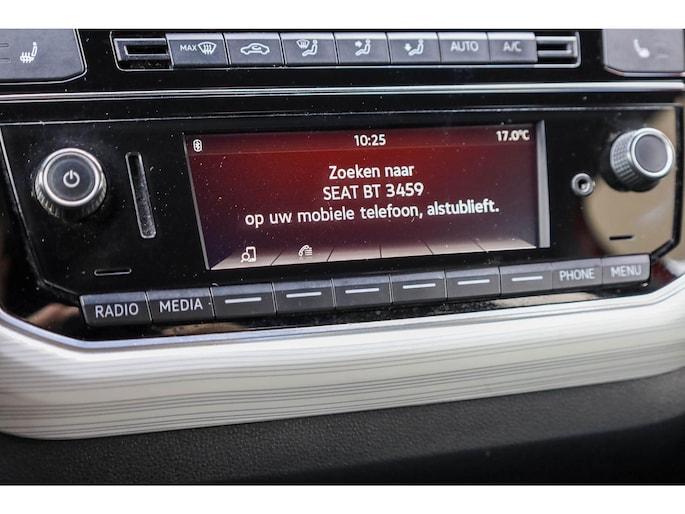 MAX
AUTO
A/C
10:25
17.0°C
Zoeken naar
SEAT BT 3459
op uw mobiele telefoon, alstublieft.
RADIO
MEDIA
PHONE
MENU